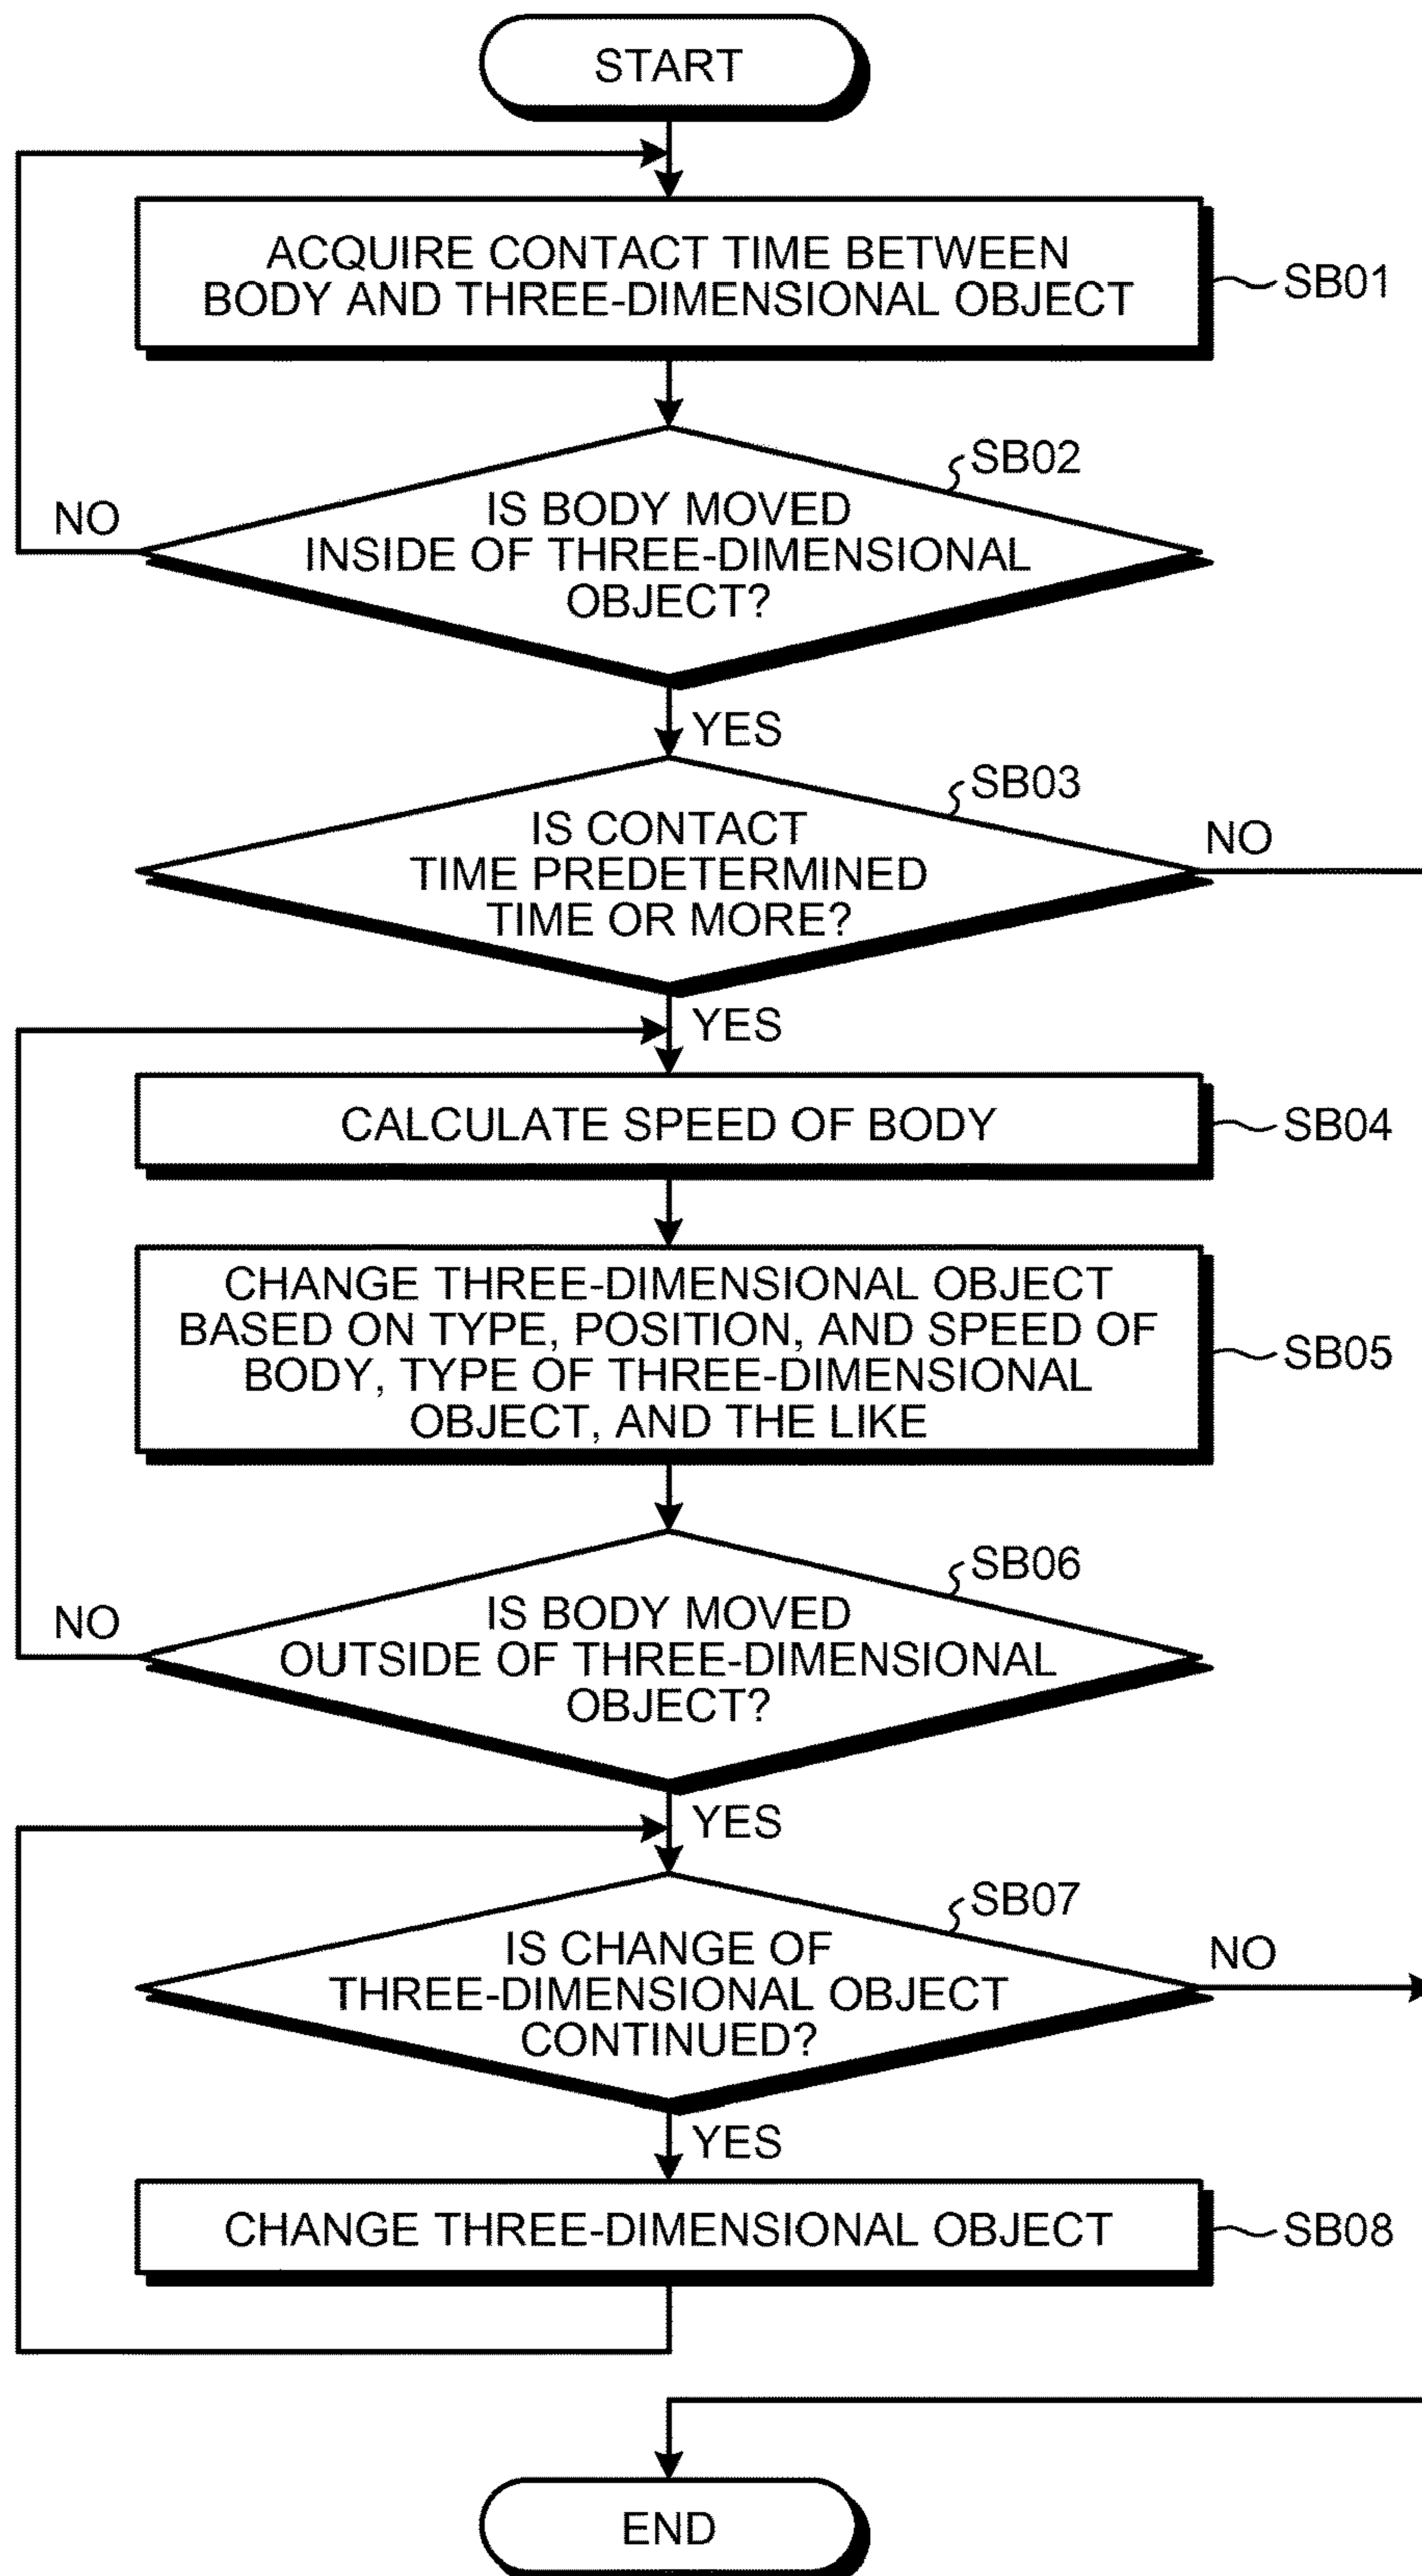 START
ACQUIRE CONTACT TIME BETWEEN
BODY AND THREE-DIMENSIONAL OBJECT
SB01
SB02
IS BODY MOVED
INSIDE OF THREE-DIMENSIONAL
OBJECT?
NO
YES
SB03
IS CONTACT
TIME PREDETERMINED
TIME OR MORE?
NO
YES
CALCULATE SPEED OF BODY
SB04
CHANGE THREE-DIMENSIONAL OBJECT
BASED ON TYPE, POSITION, AND SPEED OF
BODY, TYPE OF THREE-DIMENSIONAL
OBJECT, AND THE LIKE
SB05
SB06
IS BODY MOVED
OUTSIDE OF THREE-DIMENSIONAL
OBJECT?
NO
YES
SB07
IS CHANGE OF
THREE-DIMENSIONAL OBJECT
CONTINUED?
NO
YES
CHANGE THREE-DIMENSIONAL OBJECT
SB08
END